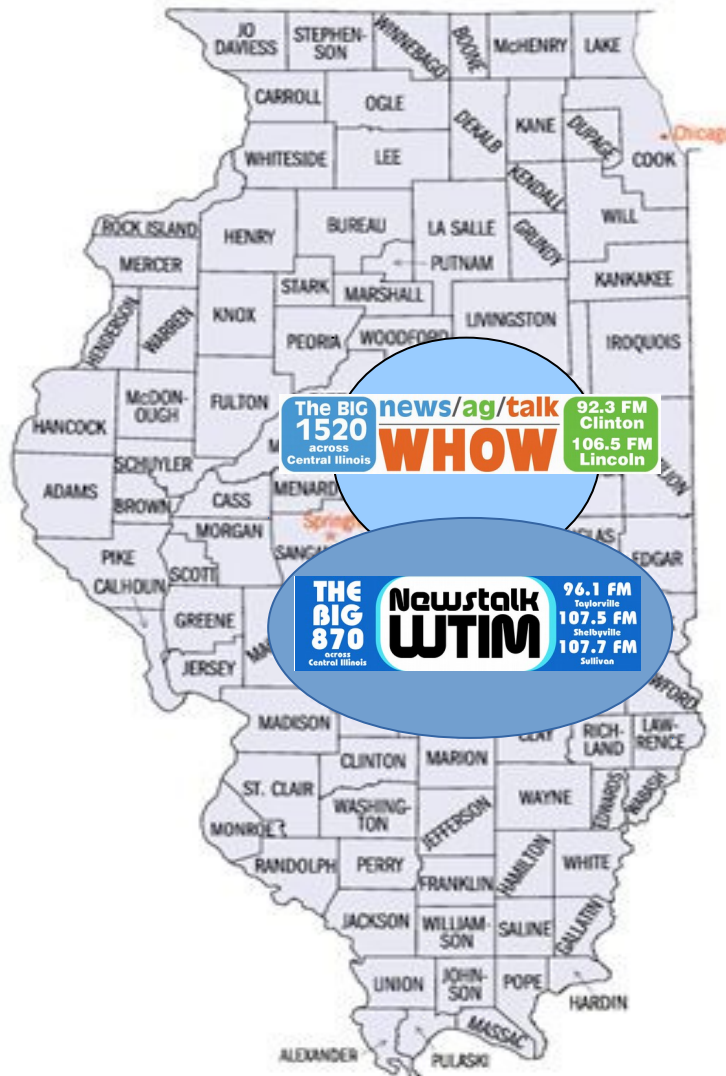 JO
DAVIESS
STEPHEN-
SON
WINNEBAGO
BOONE
McHENRY
LAKE
CARROLL
OGLE
DEKALB
KANE
DUPAGE
COOK
WHITESIDE
LEE
KENDALL
WILL
ROCK ISLAND
HENRY
BUREAU
LA SALLE
GRUNDY
MERCER
PUTNAM
KANKAKEE
STARK
MARSHALL
HENDERSON
WARREN
KNOX
PEORIA
WOODFORD
LIVINGSTON
IROQUOIS
HANCOCK
McDON-
OUGH
FULTON
The BIG
1520
across
Central Illinois
news/ag/talk
WHOW
92.3 FM
Clinton
106.5 FM
Lincoln
SCHUYLER
ADAMS
BROWN
CASS
MENARD
MORGAN
PIKE
SCOTT
EDGAR
CALHOUN
GREENE
JERSEY
THE
BIG
870
across
Central Illinois
Newstalk
WTIM
96.1 FM
Taylorville
107.5 FM
Shelbyville
107.7 FM
Sullivan
MADISON
CLINTON
MARION
CLAY
RICH-
LAND
LAW-
RENCE
ST. CLAIR
WASHING-
TON
JEFFERSON
WAYNE
EDWARDS
WABASH
MONROE
RANDOLPH
PERRY
FRANKLIN
HAMILTON
WHITE
JACKSON
WILLIAM-
SON
SALINE
GALLATIN
UNION
JOHN-
SON
POPE
HARDIN
MASSAC
ALEXANDER
PULASKI